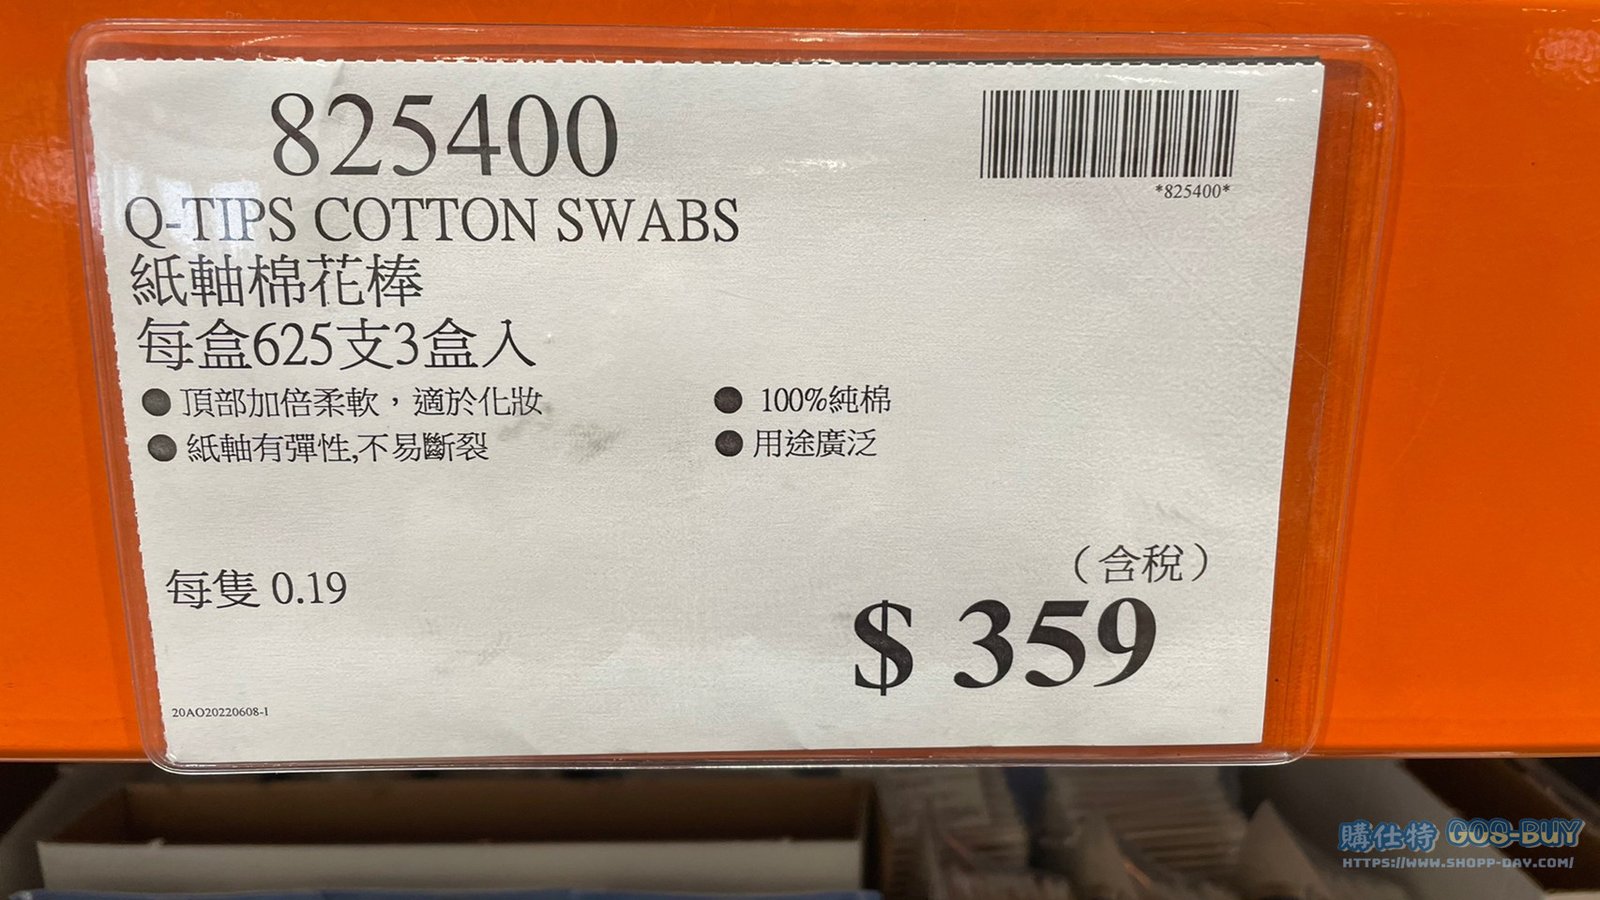 825400
*825400*
Q-TIPS COTTON SWABS
紙軸棉花棒
每盒625支3盒入
●頂部加倍柔軟，適於化妝
●100%純棉
●紙軸有彈性,不易斷裂
●用途廣泛
每隻 0.19
（含稅）
$ 359
20AO20220608-1
購仕特 GOS-BUY
HTTPS://WWW.SHOPP-DAY.COM/